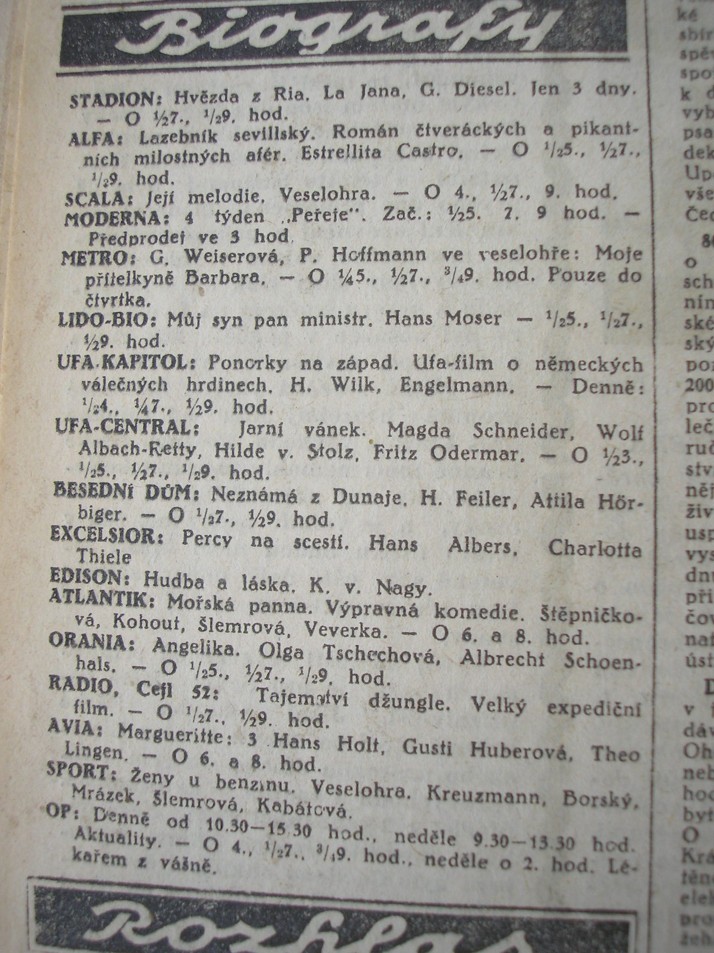 Biografy
STADION: Hvězda z Ria. La Jana, G. Diesel. Jen 3 dny.
— O ½7., ½9. hod.
ALFA: Lazebník sevillský. Román čtveráckých a pikant-
ních milostných afér. Estrellita Castro. — O ½5., ½7.,
½9. hod.
SCALA: Její melodie. Veselohra. — O 4., ½7., 9. hod.
MODERNA: 4 týden „Peřeje". Zač.: ½5. 7. 9 hod. —
Předprodej ve 3 hod.
METRO: G. Weiserová, P. Hoffmann ve veselohře: Moje
přítelkyně Barbara. — O ¼5., ½7., ¾9. hod. Pouze do
čtvrtka.
LIDO-BIO: Můj syn pan ministr. Hans Moser — ½5., ½7.,
½9. hod.
UFA-KAPITOL: Ponorky na západ. Ufa-film o německých
válečných hrdinech. H. Wilk, Engelmann. — Denně:
½4., ¼7., ½9. hod.
UFA-CENTRAL: Jarní vánek. Magda Schneider, Wolf
Albach-Retty, Hilde v. Stolz, Fritz Odermar. — O ½3.,
½5., ½7., ½9. hod.
BESEDNÍ DŮM: Neznámá z Dunaje. H. Feiler, Attila Hör-
biger. — O ½7., ½9. hod.
EXCELSIOR: Percy na scestí. Hans Albers, Charlotta
Thiele
EDISON: Hudba a láska. K. v. Nagy.
ATLANTIK: Mořská panna. Výpravná komedie. Štěpničko-
vá, Kohout, Šlemrová, Veverka. — O 6. a 8. hod.
ORANIA: Angelika. Olga Tschechová, Albrecht Schoen-
hals. — O ½5., ½7., ½9. hod.
RADIO, Cejl 52: Tajemství džungle. Velký expediční
film. — O ½7., ½9. hod.
AVIA: Margueritte: 3 Hans Holt, Gusti Huberová, Theo
Lingen. — O 6. a 8. hod.
SPORT: Ženy u benzinu. Veselohra. Kreuzmann, Borský,
Mrázek, Šlemrová, Kabátová.
OP: Denně od 10.30—15.30 hod., neděle 9.30—13.30 hod.
Aktuality. — O 4., ½7., ¾9. hod., neděle o 2. hod. Lé-
kařem z vášně.
Rozhlas